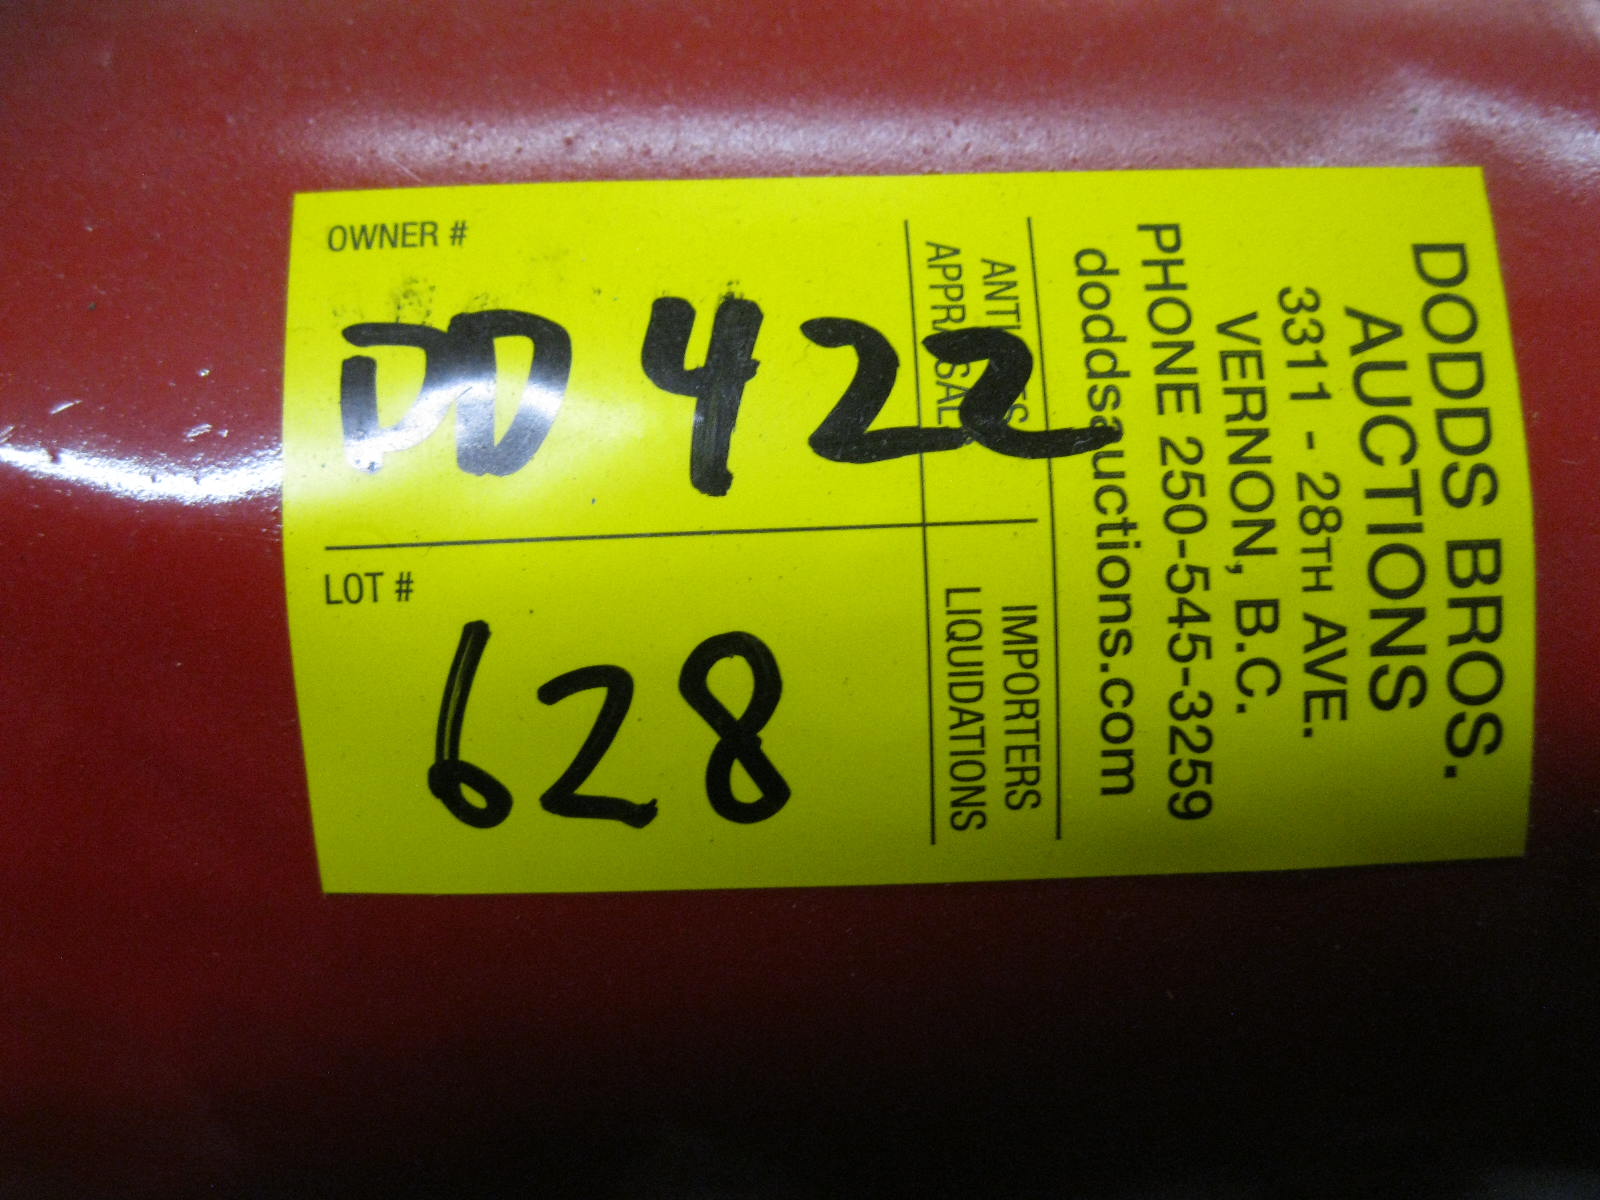 OWNER #
DD 422
LOT #
628
DODDS BROS.
AUCTIONS
3311 - 28TH AVE.
VERNON, B.C.
PHONE 250-545-3259
doddsauctions.com
IMPORTERS
APPRAISALS
LIQUIDATIONS